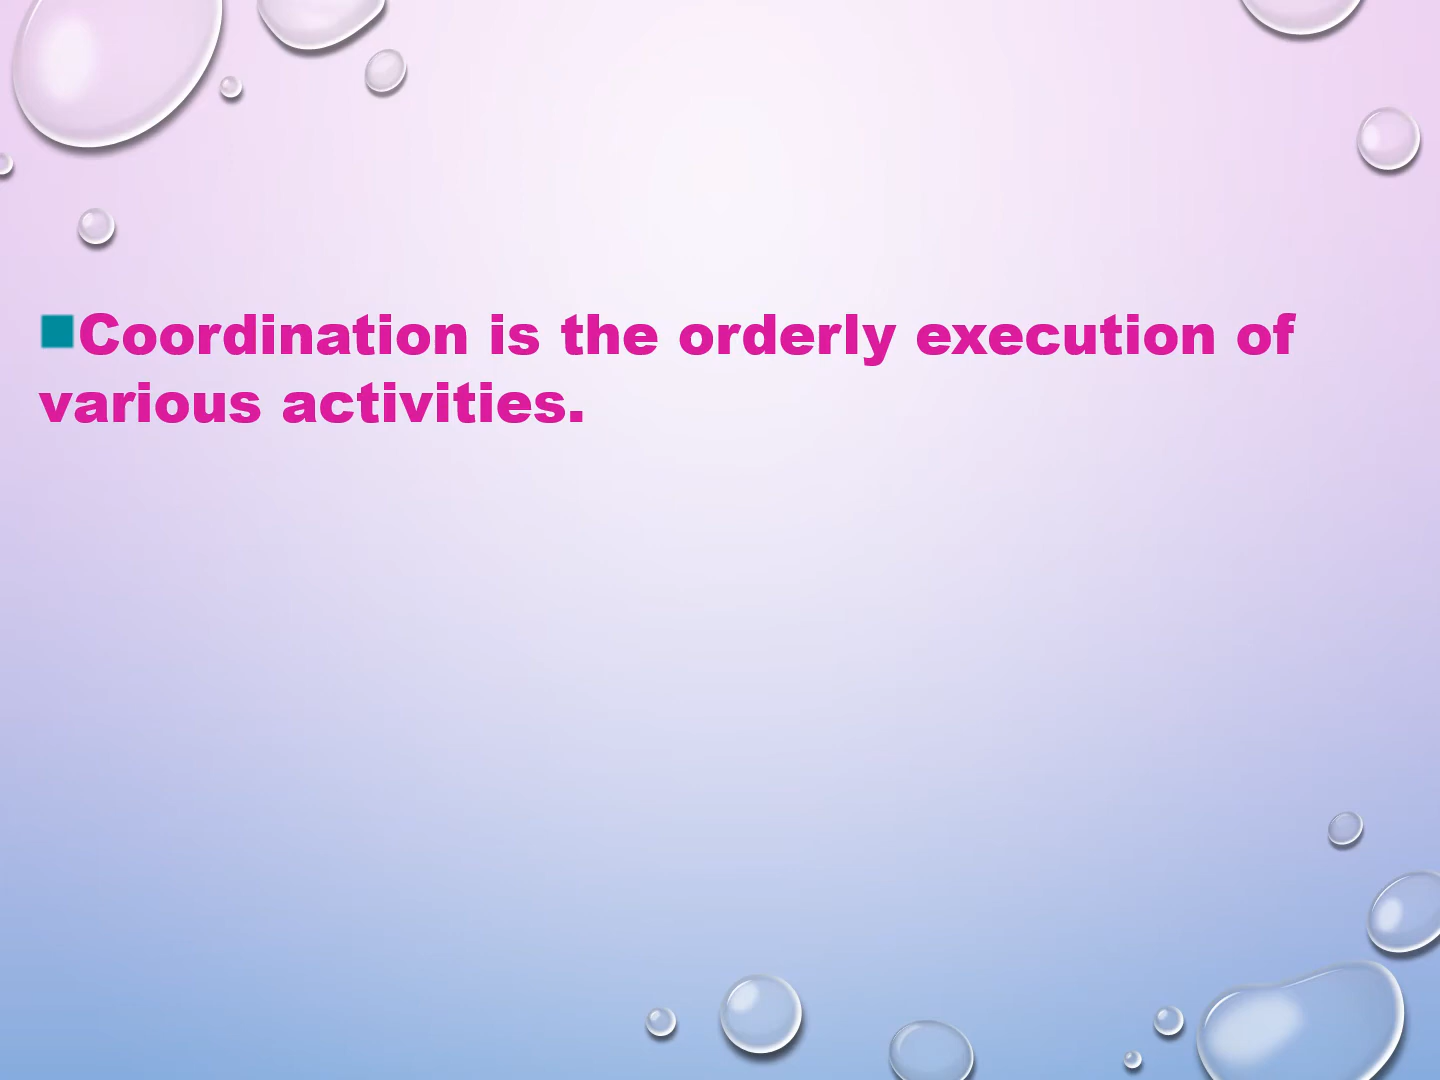 Coordination is the orderly execution of
various activities.